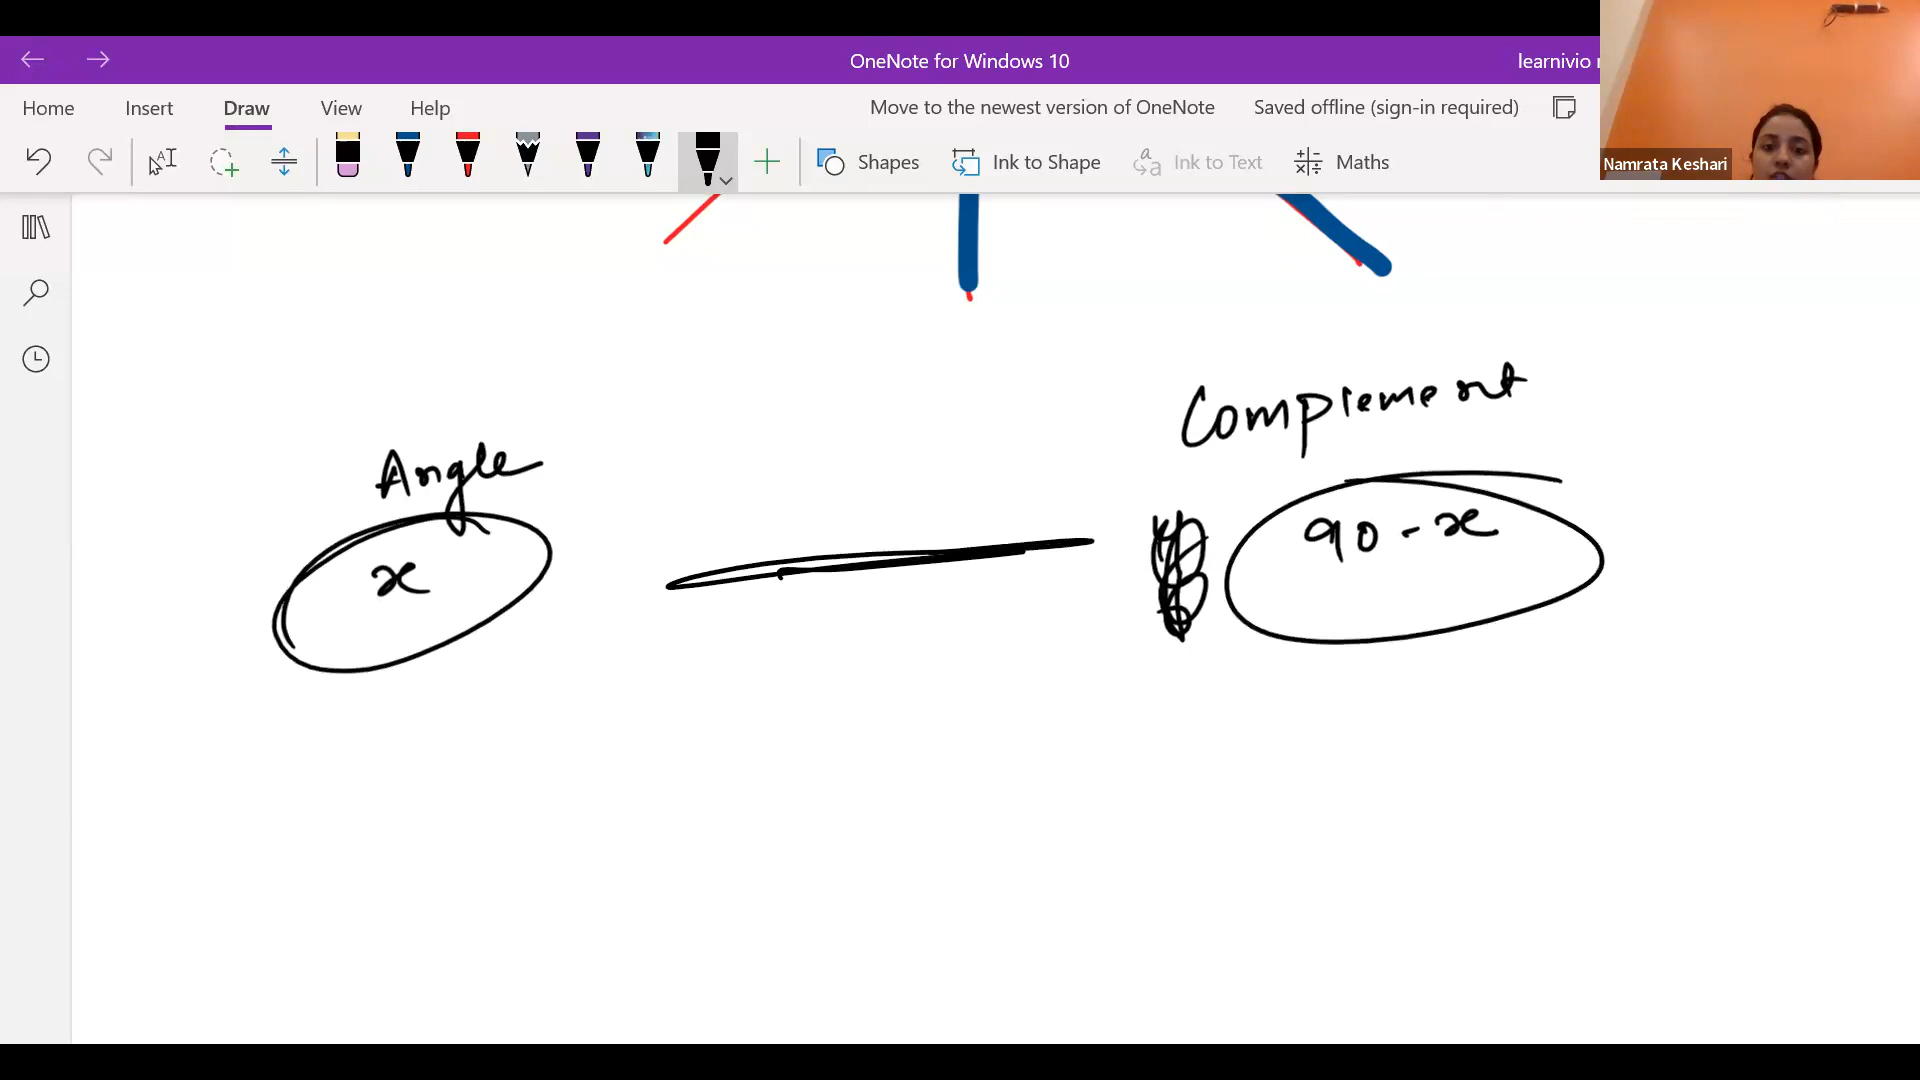 OneNote for Windows 10
learnivio
Home Insert Draw View Help
Move to the newest version of OneNote
Saved offline (sign-in required)
Shapes
Ink to Shape
Ink to Text
Maths
Namrata Keshari
Complement
Angle
90 - x
x